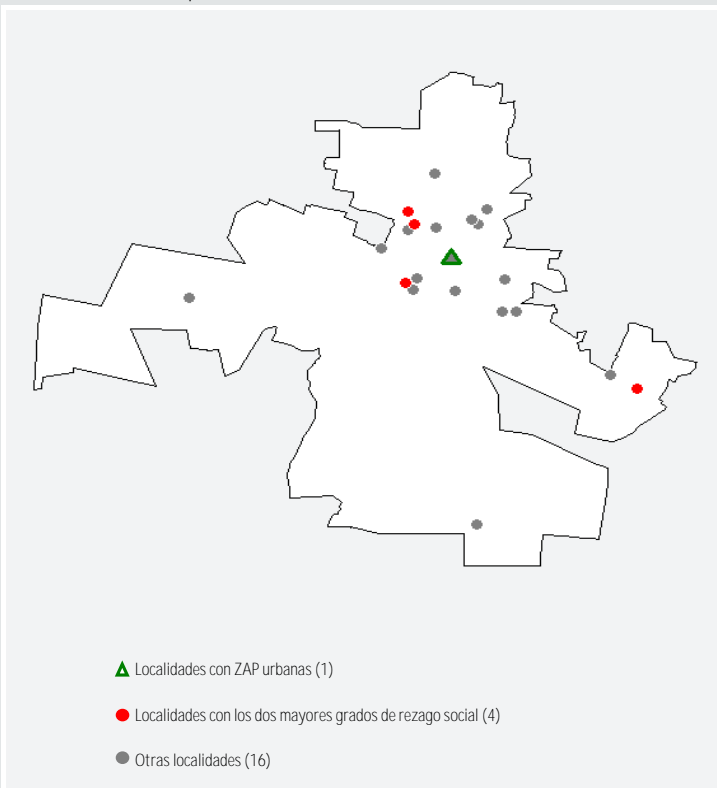 Localidades con ZAP urbanas (1)
Localidades con los dos mayores grados de rezago social (4)
Otras localidades (16)